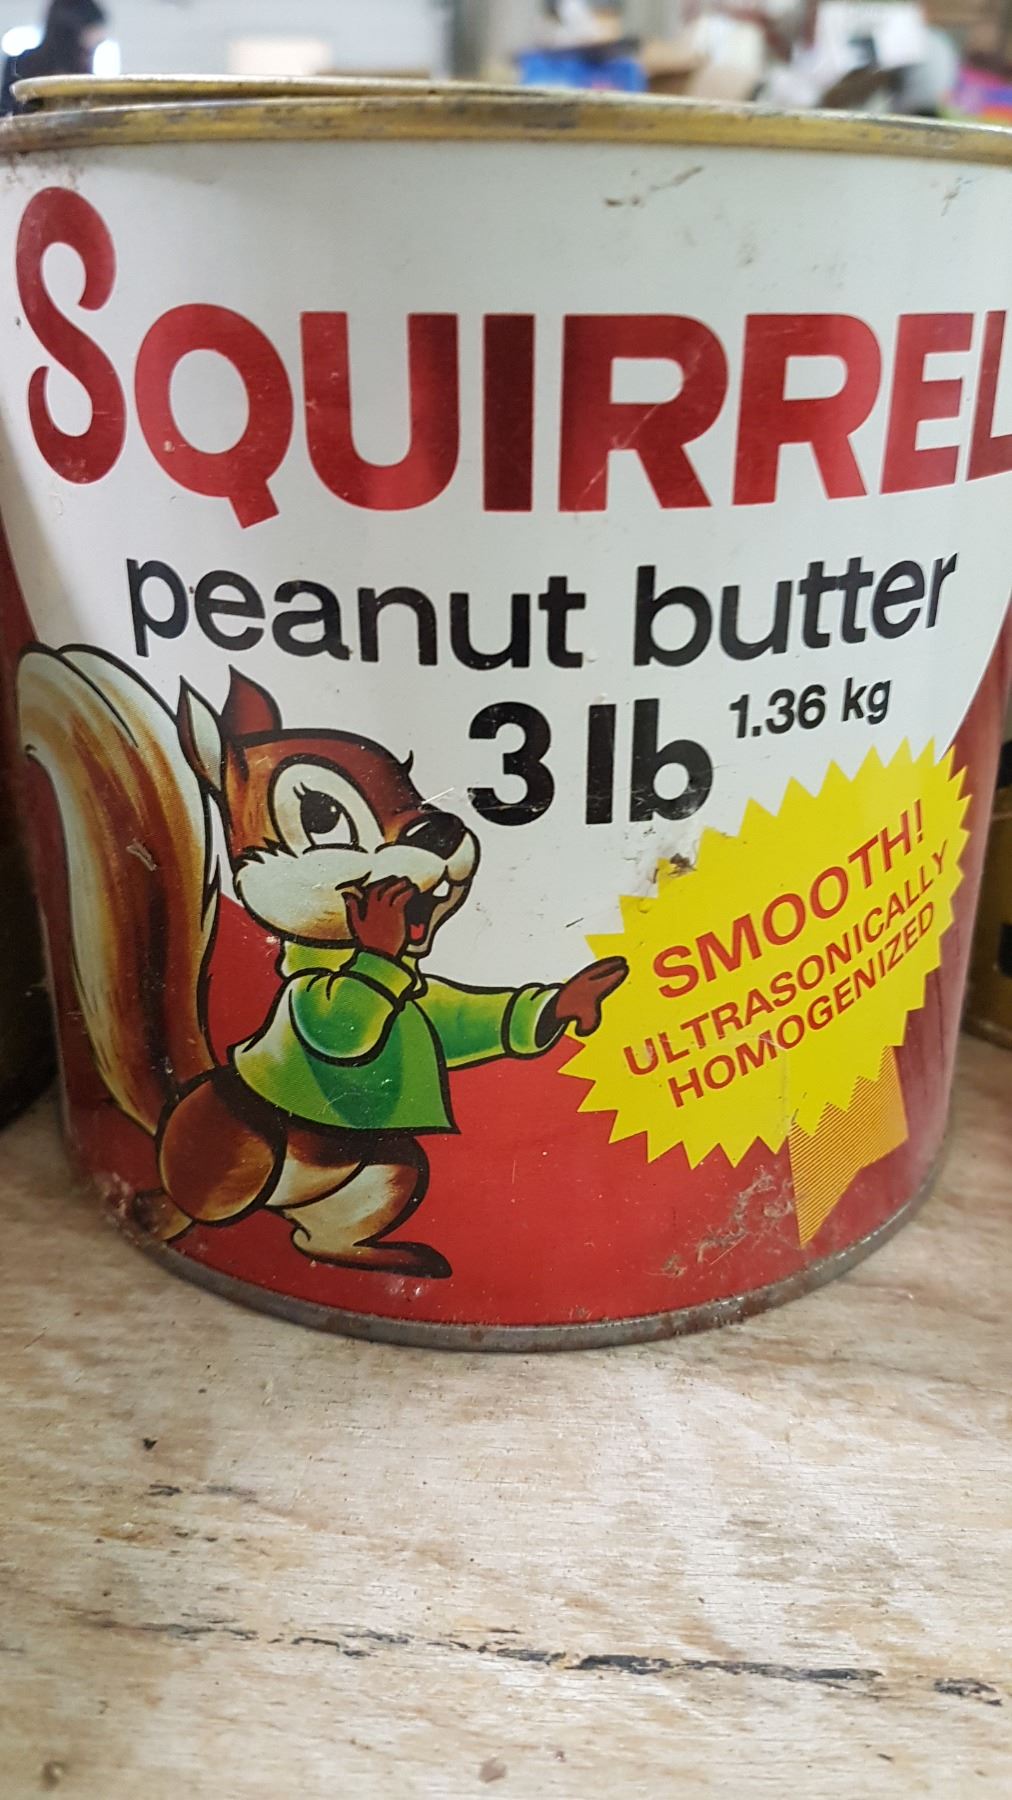 SQUIRREL
peanut butter
3 lb 1.36 kg
SMOOTH!
ULTRASONICALLY
HOMOGENIZED